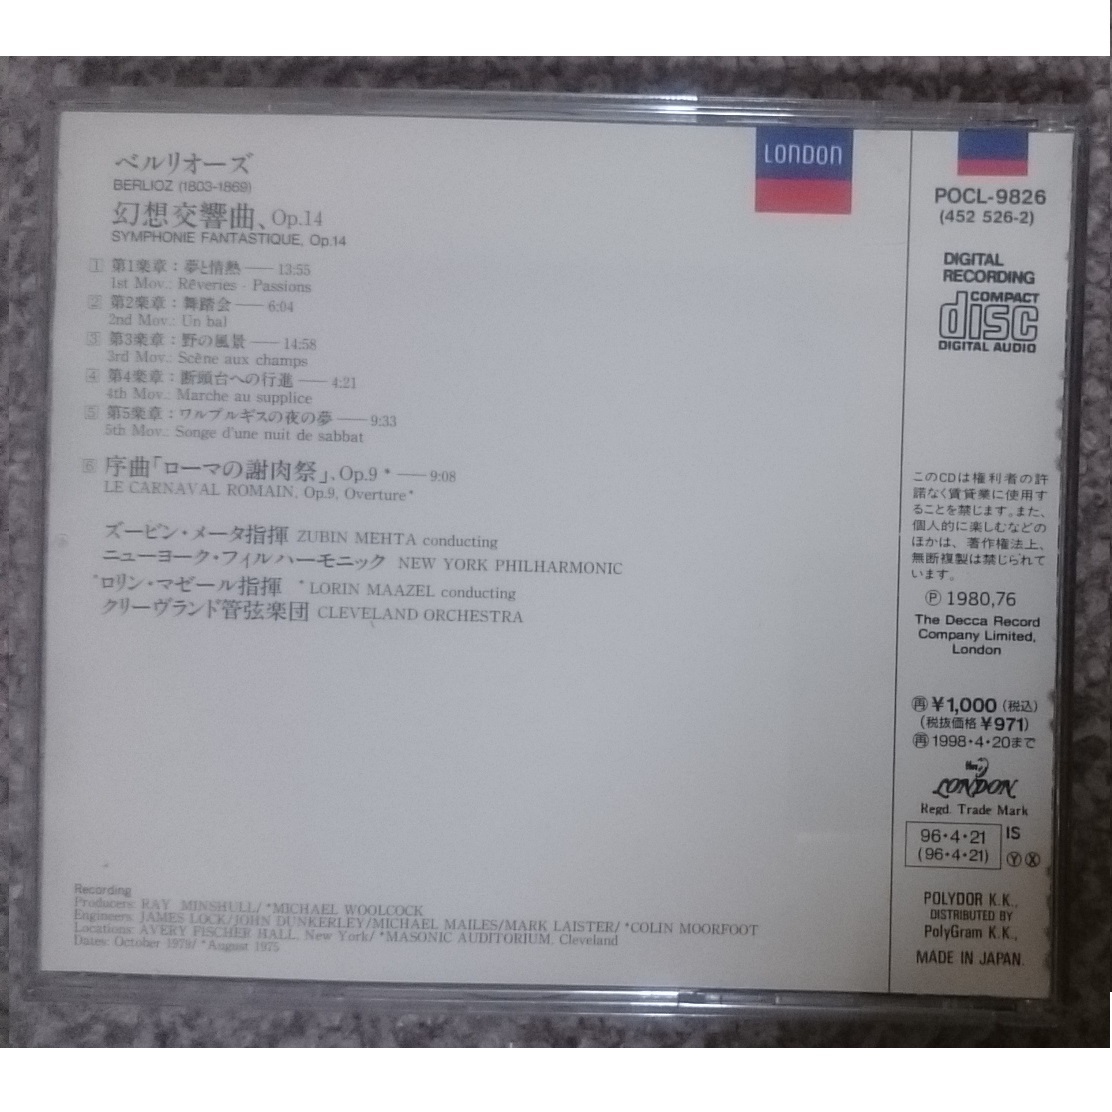 ベルリオーズ
BERLIOZ (1803-1869)
幻想交響曲、Op.14
SYMPHONIE FANTASTIQUE, Op.14
1 第1楽章：夢と情熱 —— 13:55
1st Mov.: Rêveries · Passions
2 第2楽章：舞踏会 —— 6:04
2nd Mov.: Un bal
3 第3楽章：野の風景 —— 14:58
3rd Mov.: Scène aux champs
4 第4楽章：断頭台への行進 —— 4:21
4th Mov.: Marche au supplice
5 第5楽章：ワルプルギスの夜の夢 —— 9:33
5th Mov.: Songe d'une nuit de sabbat
6 序曲「ローマの謝肉祭」、Op.9 * —— 9:08
LE CARNAVAL ROMAIN, Op.9, Overture*
ズービン・メータ指揮 ZUBIN MEHTA conducting
ニューヨーク・フィルハーモニック NEW YORK PHILHARMONIC
*ロリン・マゼール指揮 *LORIN MAAZEL conducting
クリーヴランド管弦楽団 CLEVELAND ORCHESTRA
Recording
Producers: RAY MINSHULL/ *MICHAEL WOOLCOCK
Engineers: JAMES LOCK/JOHN DUNKERLEY/MICHAEL MAILES/MARK LAISTER/ *COLIN MOORFOOT
Locations: AVERY FISCHER HALL, New York/ *MASONIC AUDITORIUM, Cleveland
Dates: October 1979/ *August 1975
LONDON
POCL-9826
(452 526-2)
DIGITAL
RECORDING
COMPACT
disc
DIGITAL AUDIO
このCDは権利者の許
諾なく賃貸業に使用す
ることを禁じます。また、
個人的に楽しむなどの
ほかは、著作権法上、
無断複製は禁じられて
います。
Ⓟ 1980,76
The Decca Record
Company Limited,
London
㊐¥1,000 (税込)
(税抜価格 ¥971)
再1998・4・20まで
LONDON
Regd. Trade Mark
96・4・21 IS
(96・4・21) ⓎⓍ
POLYDOR K.K.,
DISTRIBUTED BY
PolyGram K.K.,
MADE IN JAPAN.